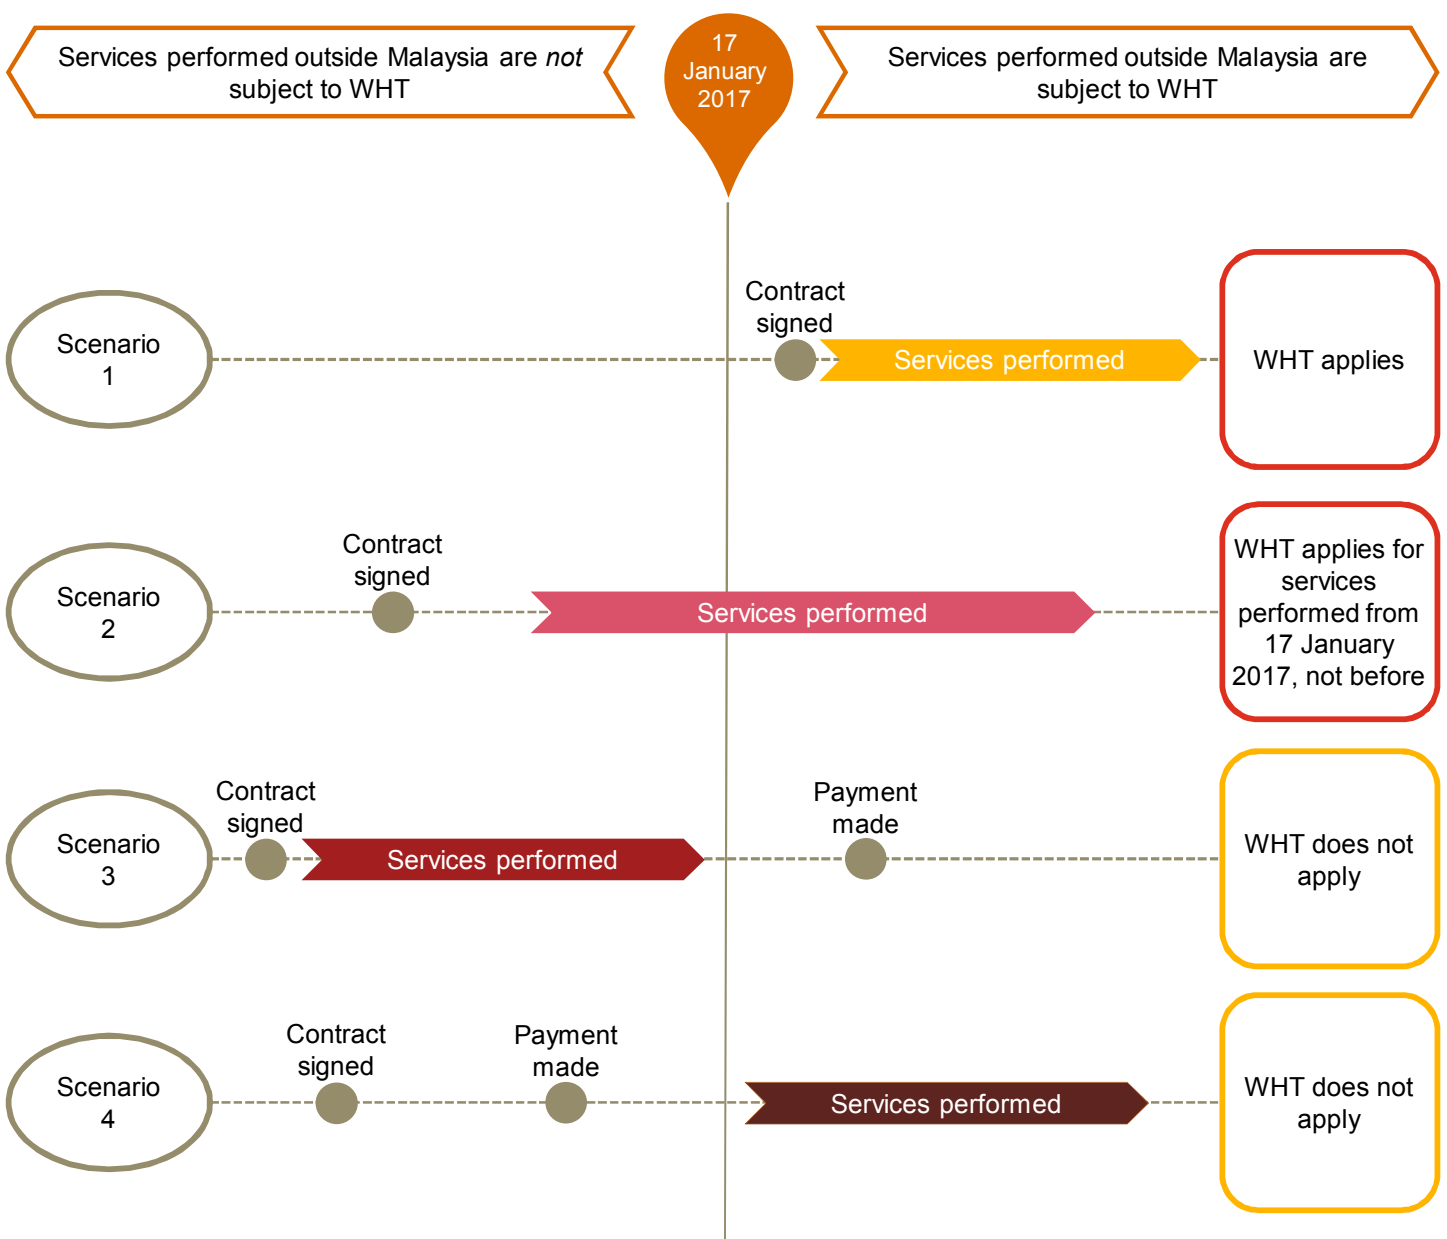 Services performed outside Malaysia are not
subject to WHT
17
January
2017
Services performed outside Malaysia are
subject to WHT
Scenario
1
Contract
signed
Services performed
WHT applies
Scenario
2
Contract
signed
Services performed
WHT applies for
services
performed from
17 January
2017, not before
Scenario
3
Contract
signed
Services performed
Payment
made
WHT does not
apply
Scenario
4
Contract
signed
Payment
made
Services performed
WHT does not
apply